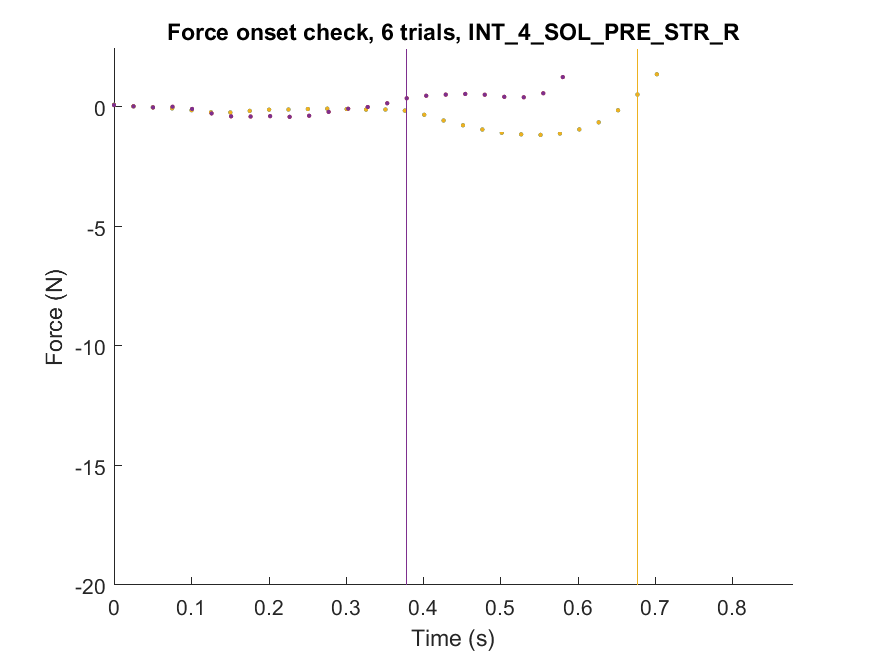 Force onset check, 6 trials, INT_4_SOL_PRE_STR_R
0
-5
-10
-15
-20
Force (N)
0 0.1 0.2 0.3 0.4 0.5 0.6 0.7 0.8
Time (s)